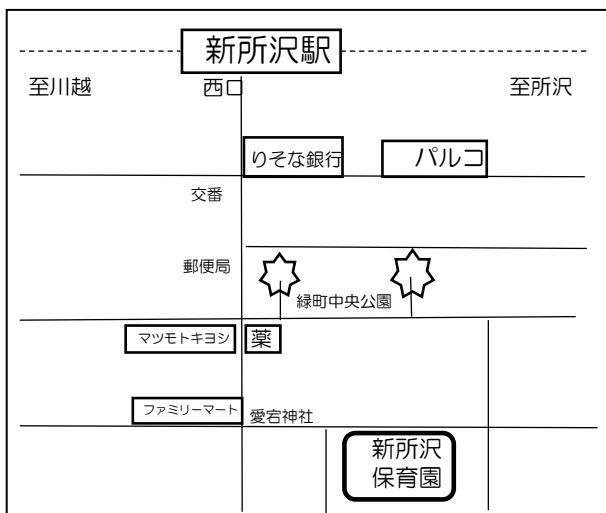 新所沢駅
至川越
西口
至所沢
りそな銀行
パルコ
交番
郵便局
緑町中央公園
マツモトキヨシ
薬
ファミリーマート
愛宕神社
新所沢
保育園